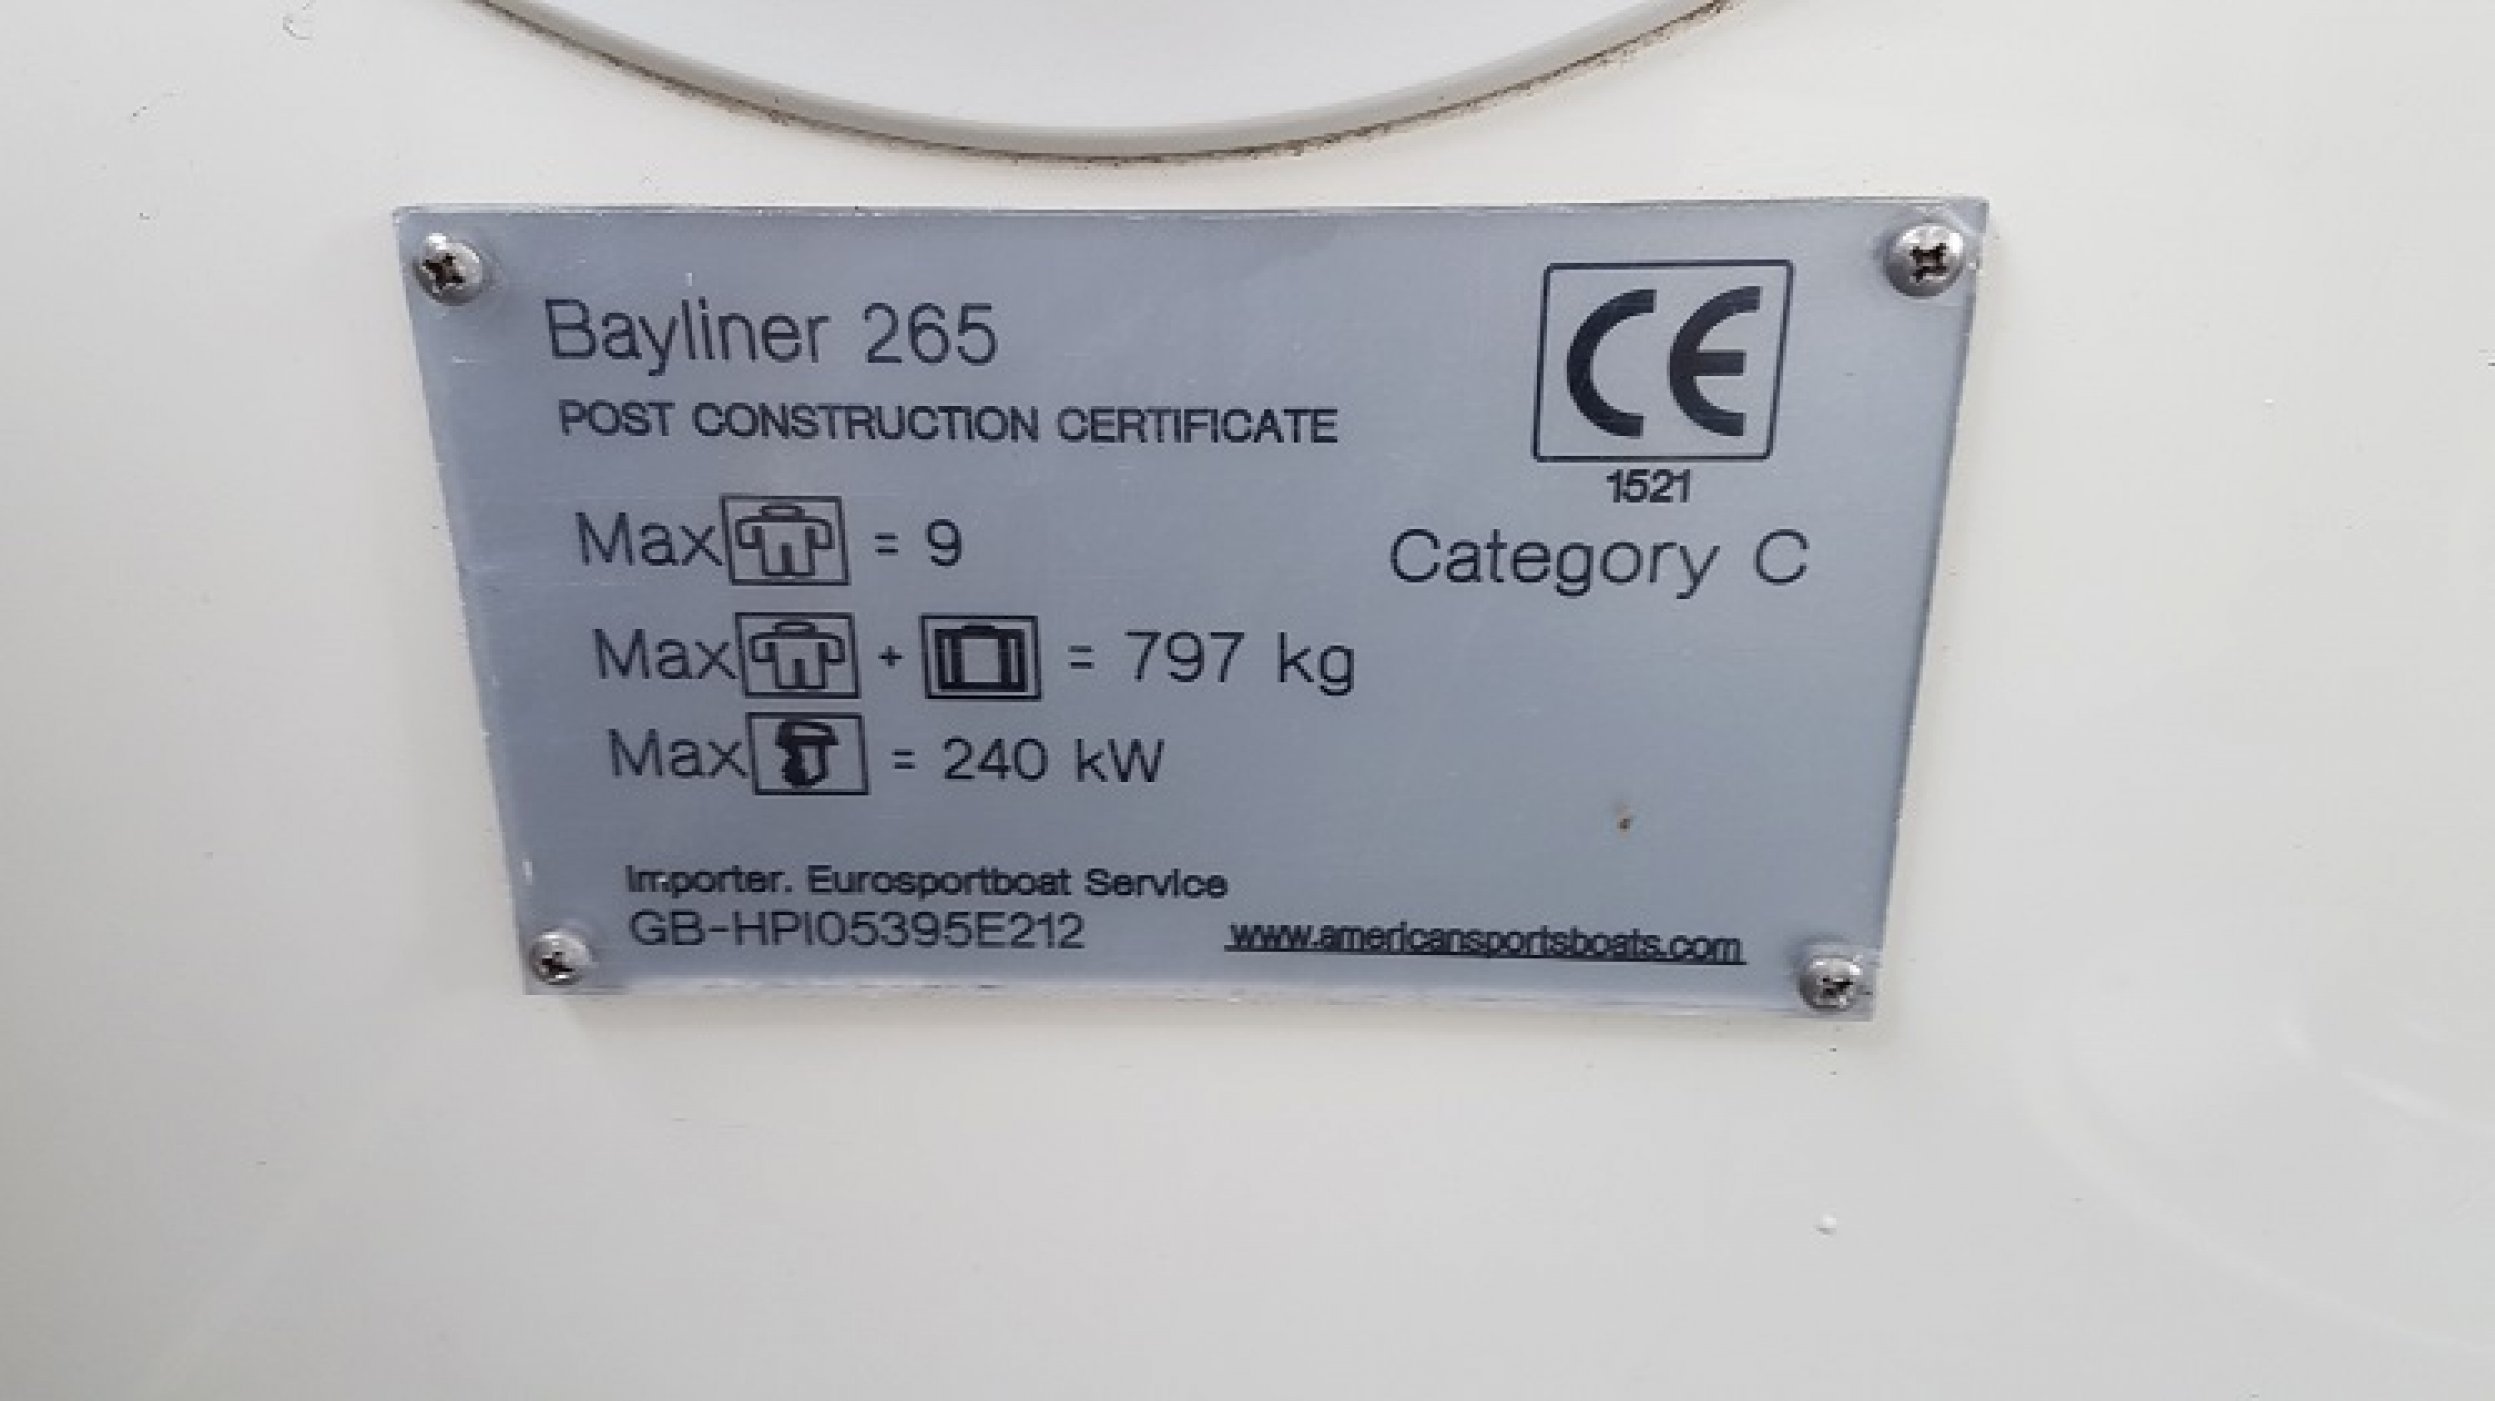 Bayliner 265
POST CONSTRUCTION CERTIFICATE
CE
1521
Category C
Max = 9
Max + = 797 kg
Max = 240 kW
Importer. Eurosportboat Service
GB-HPI05395E212
www.americansportsboats.com